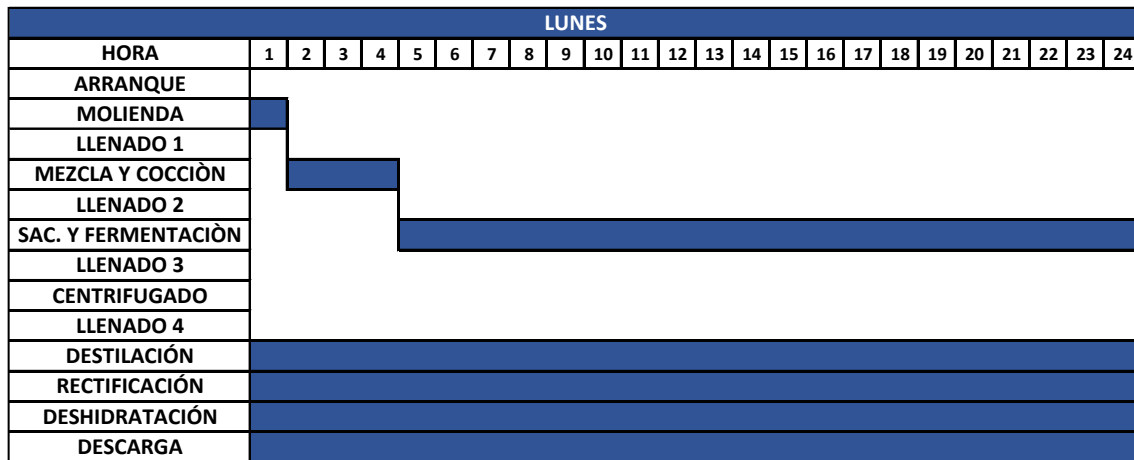 LUNES
HORA 1 2 3 4 5 6 7 8 9 10 11 12 13 14 15 16 17 18 19 20 21 22 23 24
ARRANQUE
MOLIENDA
LLENADO 1
MEZCLA Y COCCIÒN
LLENADO 2
SAC. Y FERMENTACIÒN
LLENADO 3
CENTRIFUGADO
LLENADO 4
DESTILACIÓN
RECTIFICACIÓN
DESHIDRATACIÓN
DESCARGA